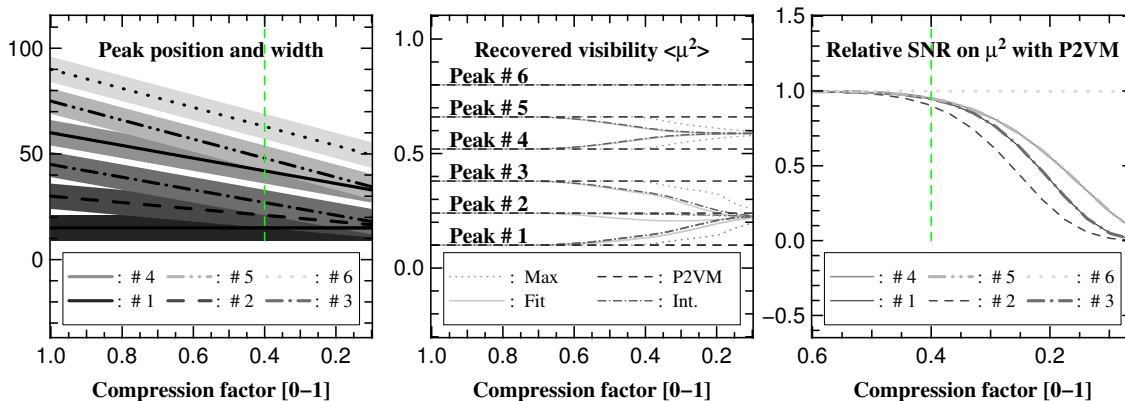 Peak position and width
100
50
0
: # 4 : # 5 : # 6
: # 1 : # 2 : # 3
1.0 0.8 0.6 0.4 0.2
Compression factor [0−1]
Recovered visibility <μ²>
1.0
0.5
0.0
Peak # 6
Peak # 5
Peak # 4
Peak # 3
Peak # 2
Peak # 1
: Max : P2VM
: Fit : Int.
1.0 0.8 0.6 0.4 0.2
Compression factor [0−1]
Relative SNR on μ² with P2VM
1.5
1.0
0.5
0.0
−0.5
: # 4 : # 5 : # 6
: # 1 : # 2 : # 3
0.6 0.4 0.2
Compression factor [0−1]